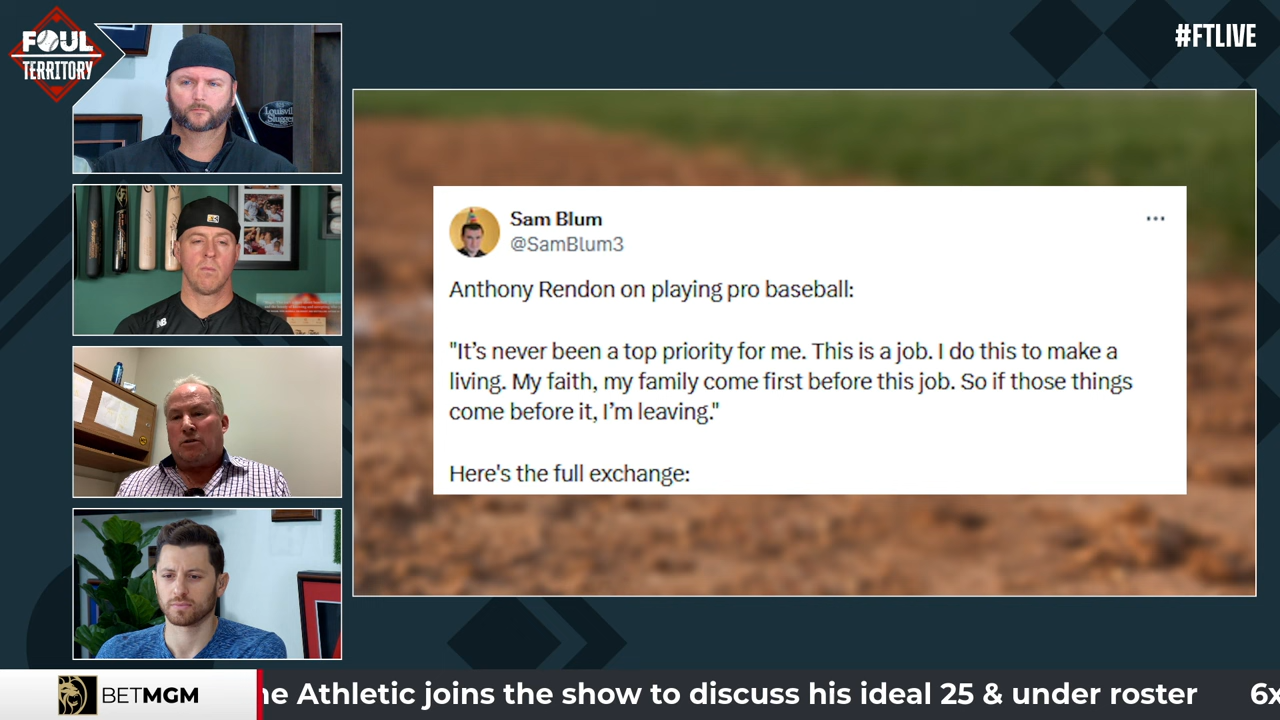 FOUL
TERRITORY
#FTLIVE
Louisvil
Slugger
Sam Blum
@SamBlum3
Anthony Rendon on playing pro baseball:
"It's never been a top priority for me. This is a job. I do this to make a
living. My faith, my family come first before this job. So if those things
come before it, I'm leaving."
Here's the full exchange:
BETMGM
he Athletic joins the show to discuss his ideal 25 & under roster
6x